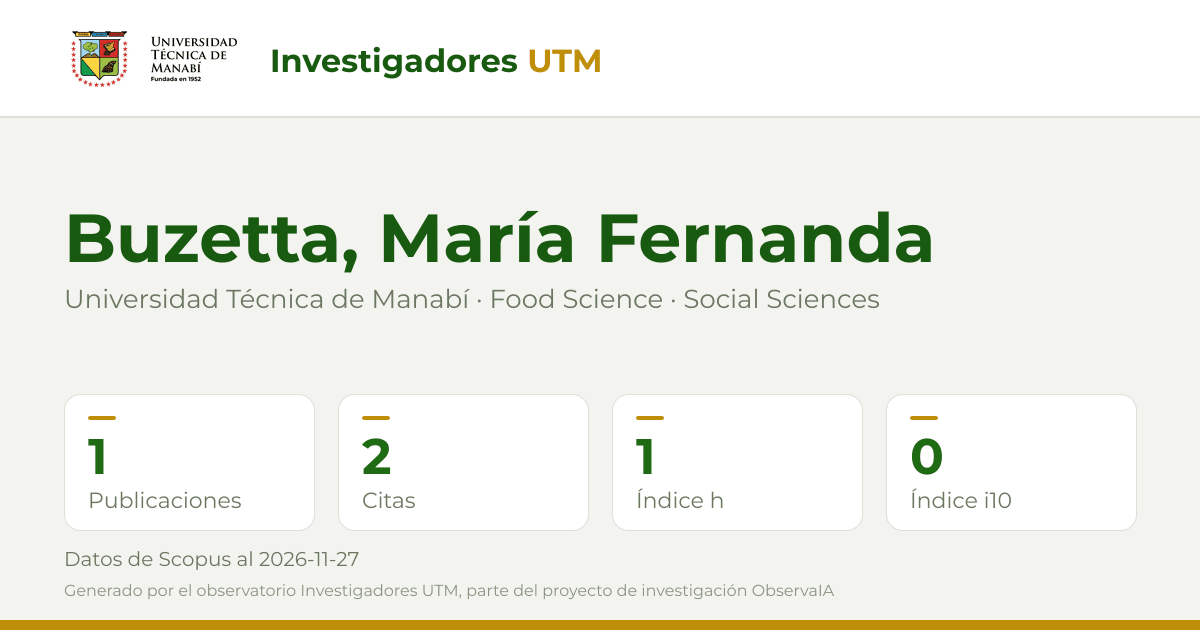 UNIVERSIDAD
TÉCNICA DE
MANABÍ
Fundada en 1952
Investigadores UTM
Buzetta, María Fernanda
Universidad Técnica de Manabí · Food Science · Social Sciences
1
Publicaciones
2
Citas
1
Índice h
0
Índice i10
Datos de Scopus al 2026-11-27
Generado por el observatorio Investigadores UTM, parte del proyecto de investigación ObservaIA